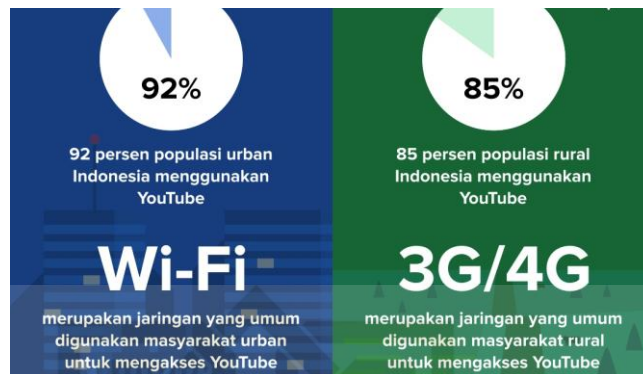 92%
92 persen populasi urban
Indonesia menggunakan
YouTube
Wi-Fi
merupakan jaringan yang umum
digunakan masyarakat urban
untuk mengakses YouTube
85%
85 persen populasi rural
Indonesia menggunakan
YouTube
3G/4G
merupakan jaringan yang umum
digunakan masyarakat rural
untuk mengakses YouTube